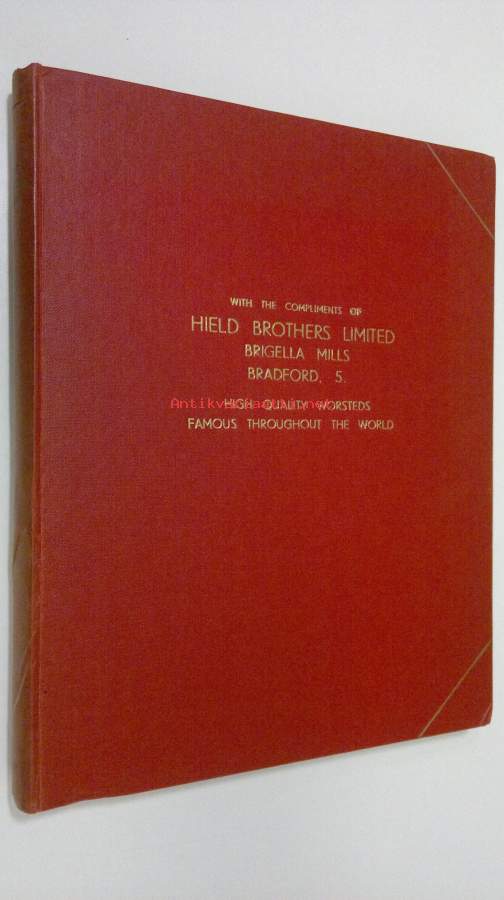 WITH THE COMPLIMENTS OF
HIELD BROTHERS LIMITED
BRIGELLA MILLS
BRADFORD, 5.
HIGH QUALITY WORSTEDS
FAMOUS THROUGHOUT THE WORLD